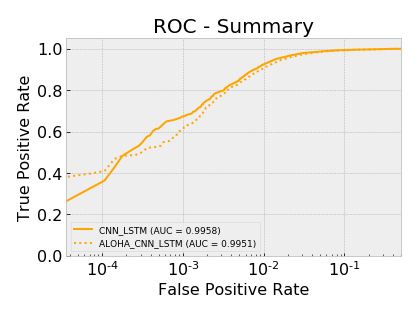 ROC - Summary
1.0
0.8
0.6
0.4
0.2
0.0
True Positive Rate
CNN_LSTM (AUC = 0.9958)
ALOHA_CNN_LSTM (AUC = 0.9951)
10⁻⁴ 10⁻³ 10⁻² 10⁻¹
False Positive Rate